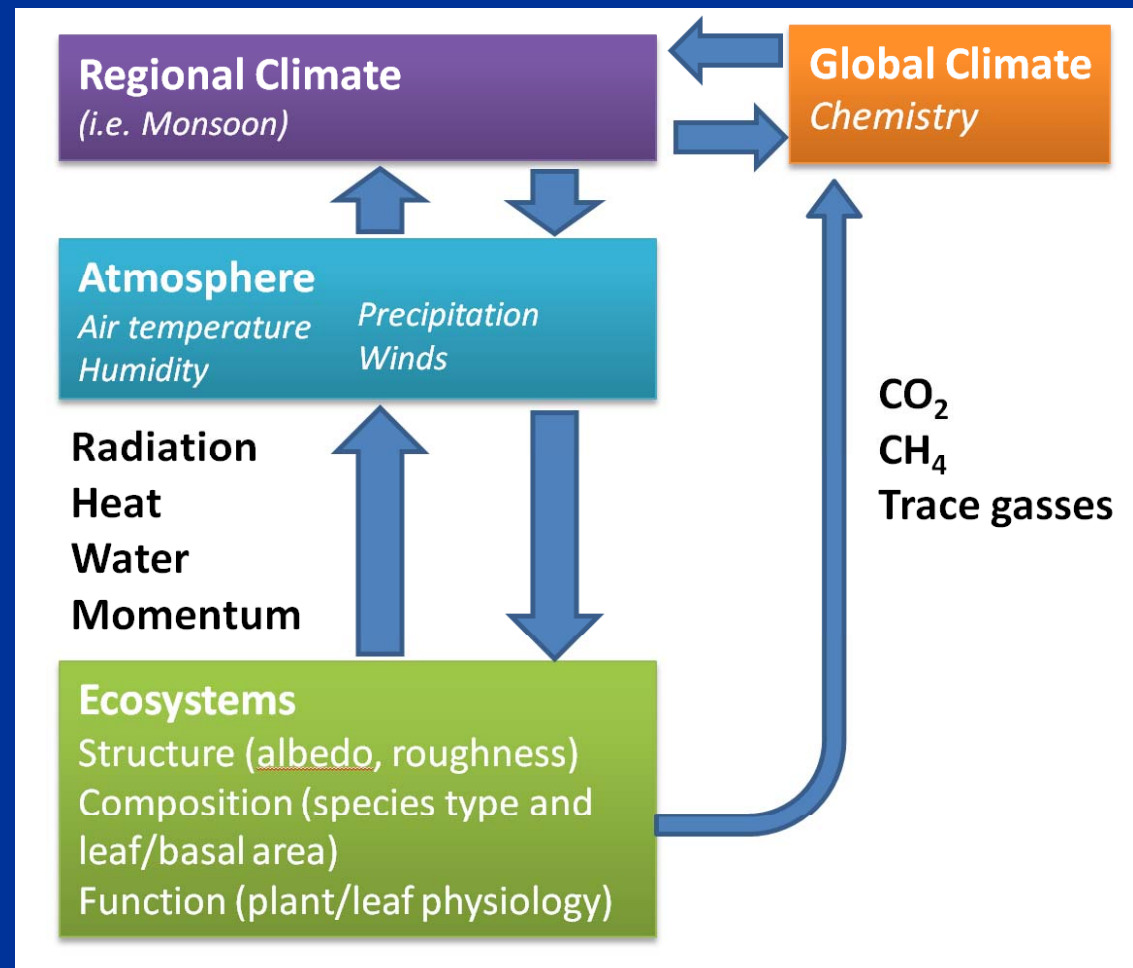 Regional Climate
(i.e. Monsoon)
Global Climate
Chemistry
Atmosphere
Air temperature
Humidity
Precipitation
Winds
Radiation
Heat
Water
Momentum
CO₂
CH₄
Trace gasses
Ecosystems
Structure (albedo, roughness)
Composition (species type and
leaf/basal area)
Function (plant/leaf physiology)